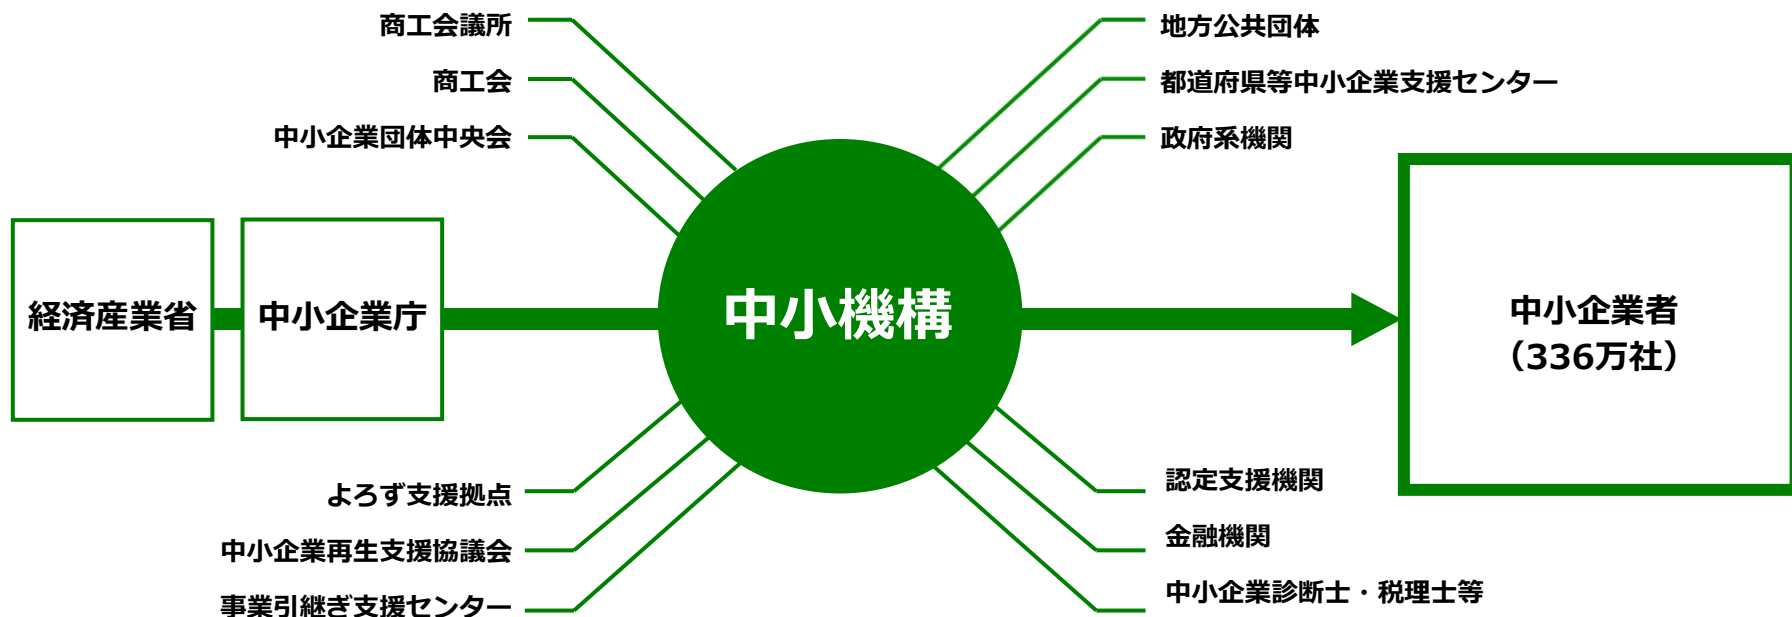 商工会議所
商工会
中小企業団体中央会
地方公共団体
都道府県等中小企業支援センター
政府系機関
経済産業省
中小企業庁
中小機構
中小企業者
（336万社）
よろず支援拠点
中小企業再生支援協議会
事業引継ぎ支援センター
認定支援機関
金融機関
中小企業診断士・税理士等